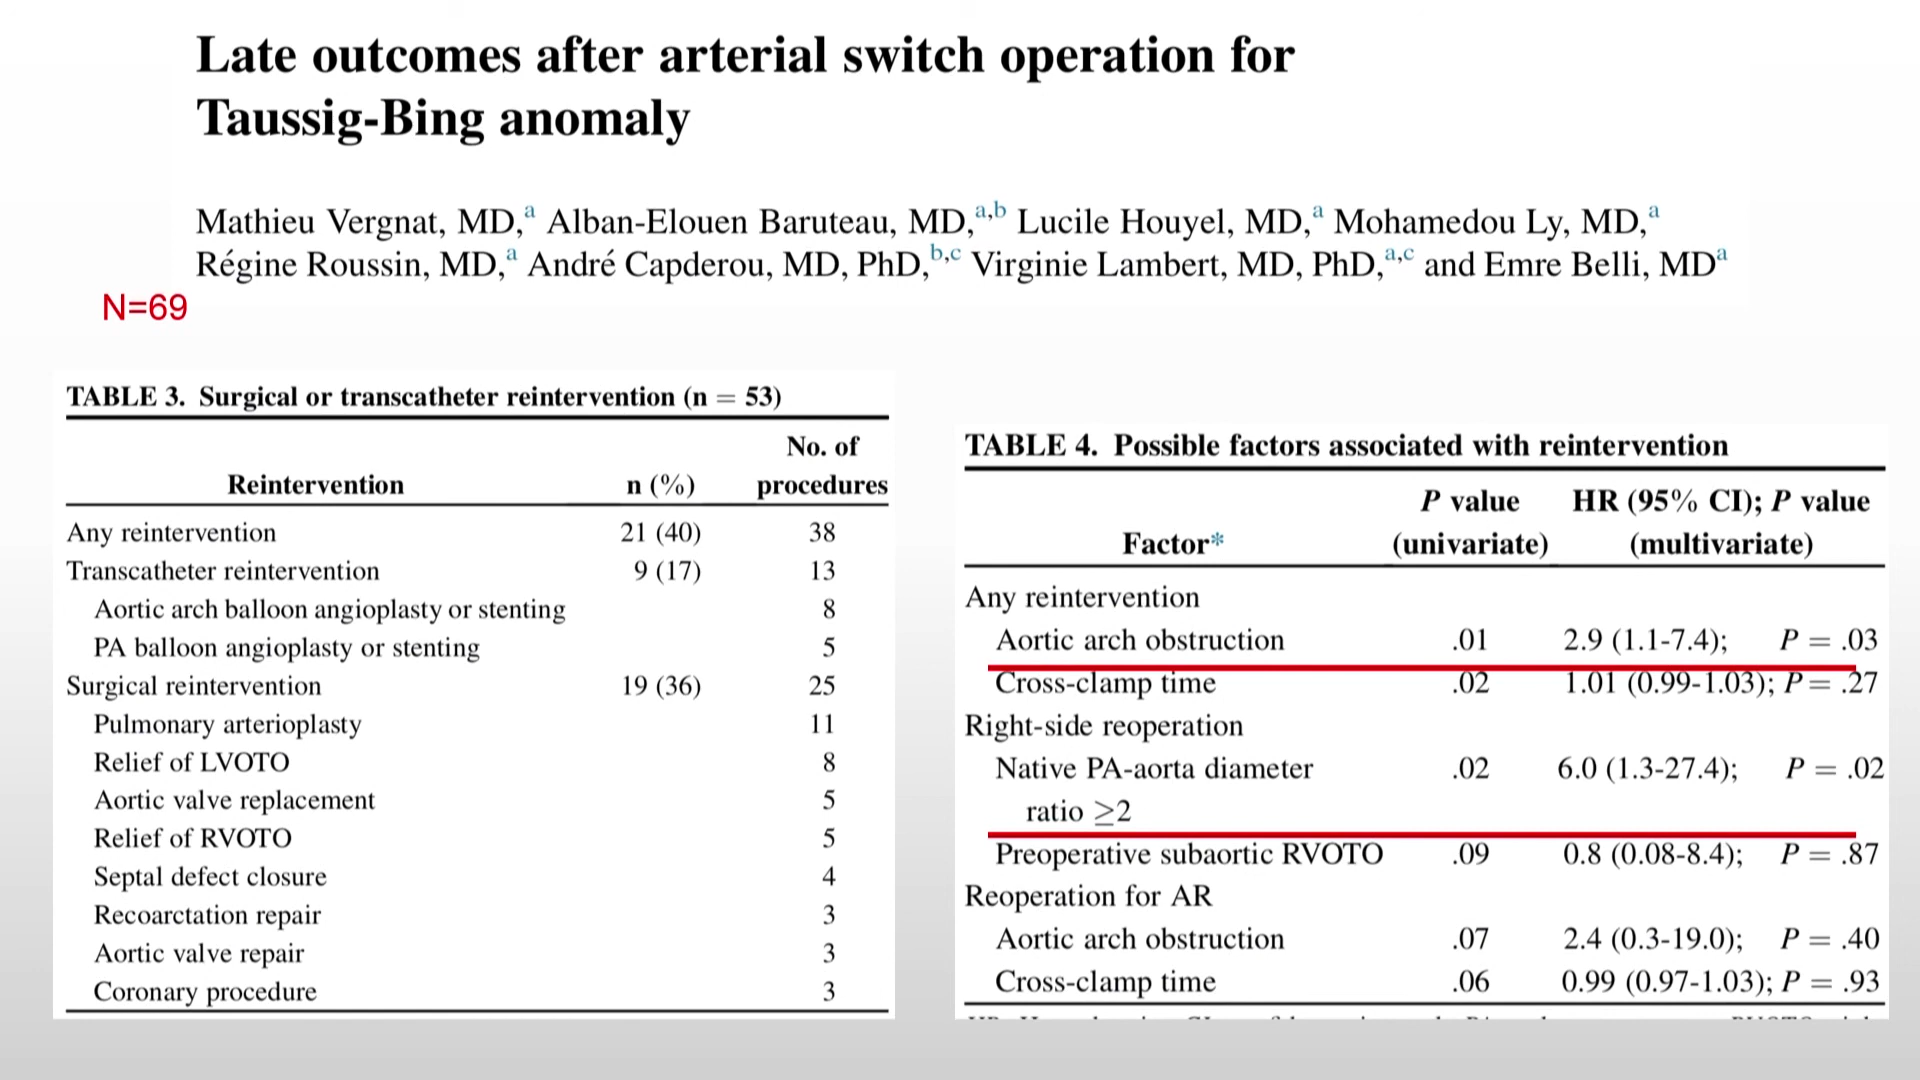 Late outcomes after arterial switch operation for
Taussig-Bing anomaly
Mathieu Vergnat, MD,a Alban-Elouen Baruteau, MD,a,b Lucile Houyel, MD,a Mohamedou Ly, MD,a
Régine Roussin, MD,a André Capderou, MD, PhD,b,c Virginie Lambert, MD, PhD,a,c and Emre Belli, MDa
N=69
TABLE 3. Surgical or transcatheter reintervention (n = 53)
No. of
Reintervention n (%) procedures
Any reintervention 21 (40) 38
Transcatheter reintervention 9 (17) 13
Aortic arch balloon angioplasty or stenting 8
PA balloon angioplasty or stenting 5
Surgical reintervention 19 (36) 25
Pulmonary arterioplasty 11
Relief of LVOTO 8
Aortic valve replacement 5
Relief of RVOTO 5
Septal defect closure 4
Recoarctation repair 3
Aortic valve repair 3
Coronary procedure 3
TABLE 4. Possible factors associated with reintervention
P value HR (95% CI); P value
Factor* (univariate) (multivariate)
Any reintervention
Aortic arch obstruction .01 2.9 (1.1-7.4); P = .03
Cross-clamp time .02 1.01 (0.99-1.03); P = .27
Right-side reoperation
Native PA-aorta diameter .02 6.0 (1.3-27.4); P = .02
ratio ≥2
Preoperative subaortic RVOTO .09 0.8 (0.08-8.4); P = .87
Reoperation for AR
Aortic arch obstruction .07 2.4 (0.3-19.0); P = .40
Cross-clamp time .06 0.99 (0.97-1.03); P = .93